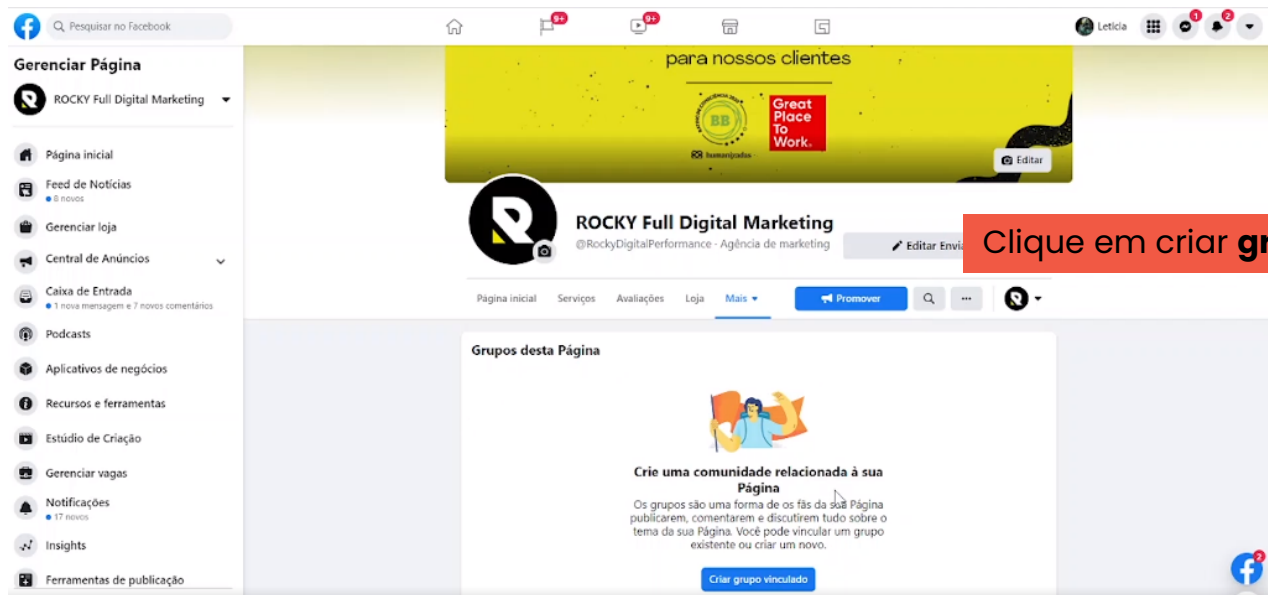 Pesquisar no Facebook
9+
9+
Leticia
1
2
Gerenciar Página
ROCKY Full Digital Marketing
Página inicial
Feed de Notícias
8 novos
Gerenciar loja
Central de Anúncios
Caixa de Entrada
1 nova mensagem e 7 novos comentários
Podcasts
Aplicativos de negócios
Recursos e ferramentas
Estúdio de Criação
Gerenciar vagas
Notificações
17 novos
Insights
Ferramentas de publicação
para nossos clientes
BB
humanizadas
Great
Place
To
Work.
Editar
ROCKY Full Digital Marketing
@RockyDigitalPerformance · Agência de marketing
Editar Envia
Clique em criar gr
Página inicial Serviços Avaliações Loja Mais Promover
Grupos desta Página
Crie uma comunidade relacionada à sua
Página
Os grupos são uma forma de os fãs da sua Página
publicarem, comentarem e discutirem tudo sobre o
tema da sua Página. Você pode vincular um grupo
existente ou criar um novo.
Criar grupo vinculado
2